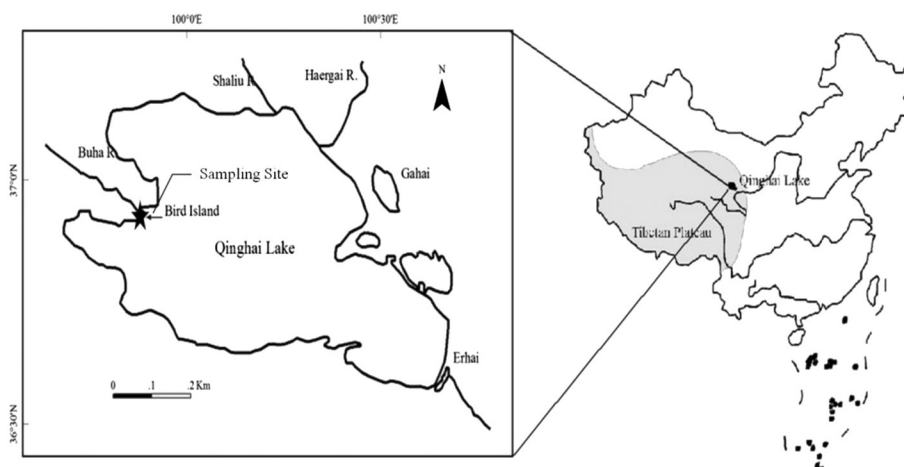 100°0'E
100°30'E
Shaliu R.
Haergai R.
N
Buha R.
37°0'N
Sampling Site
Gahai
Bird Island
Qinghai Lake
Erhai
0 .1 .2 Km
36°30'N
Qinghai Lake
Tibetan Plateau